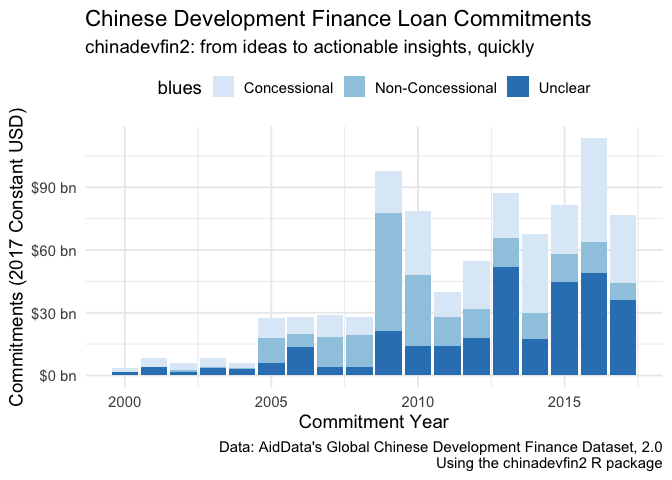 Chinese Development Finance Loan Commitments
chinadevfin2: from ideas to actionable insights, quickly
blues Concessional Non-Concessional Unclear
Commitments (2017 Constant USD)
$90 bn
$60 bn
$30 bn
$0 bn
2000 2005 2010 2015
Commitment Year
Data: AidData's Global Chinese Development Finance Dataset, 2.0
Using the chinadevfin2 R package